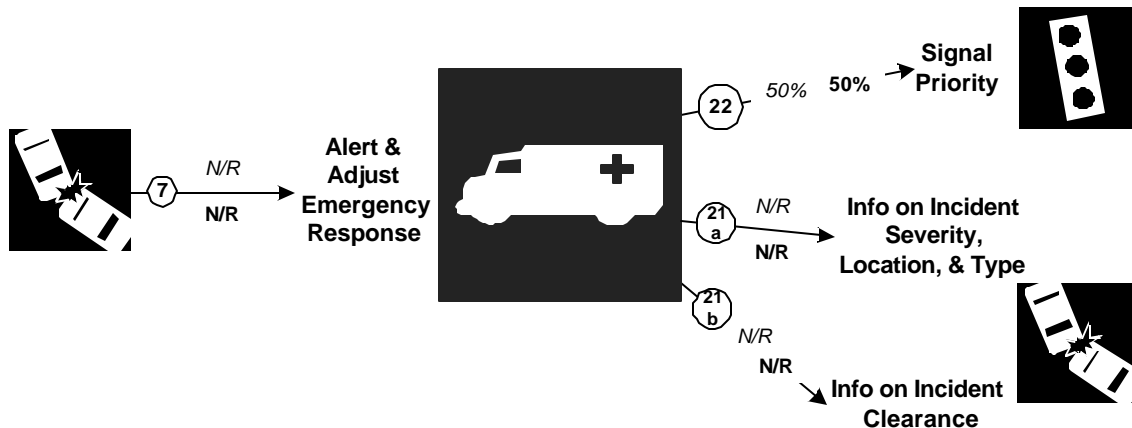 7
N/R
N/R
Alert &
Adjust
Emergency
Response
22
50% 50%
Signal
Priority
21
a
N/R
N/R
Info on Incident
Severity,
Location, & Type
21
b
N/R
N/R
Info on Incident
Clearance